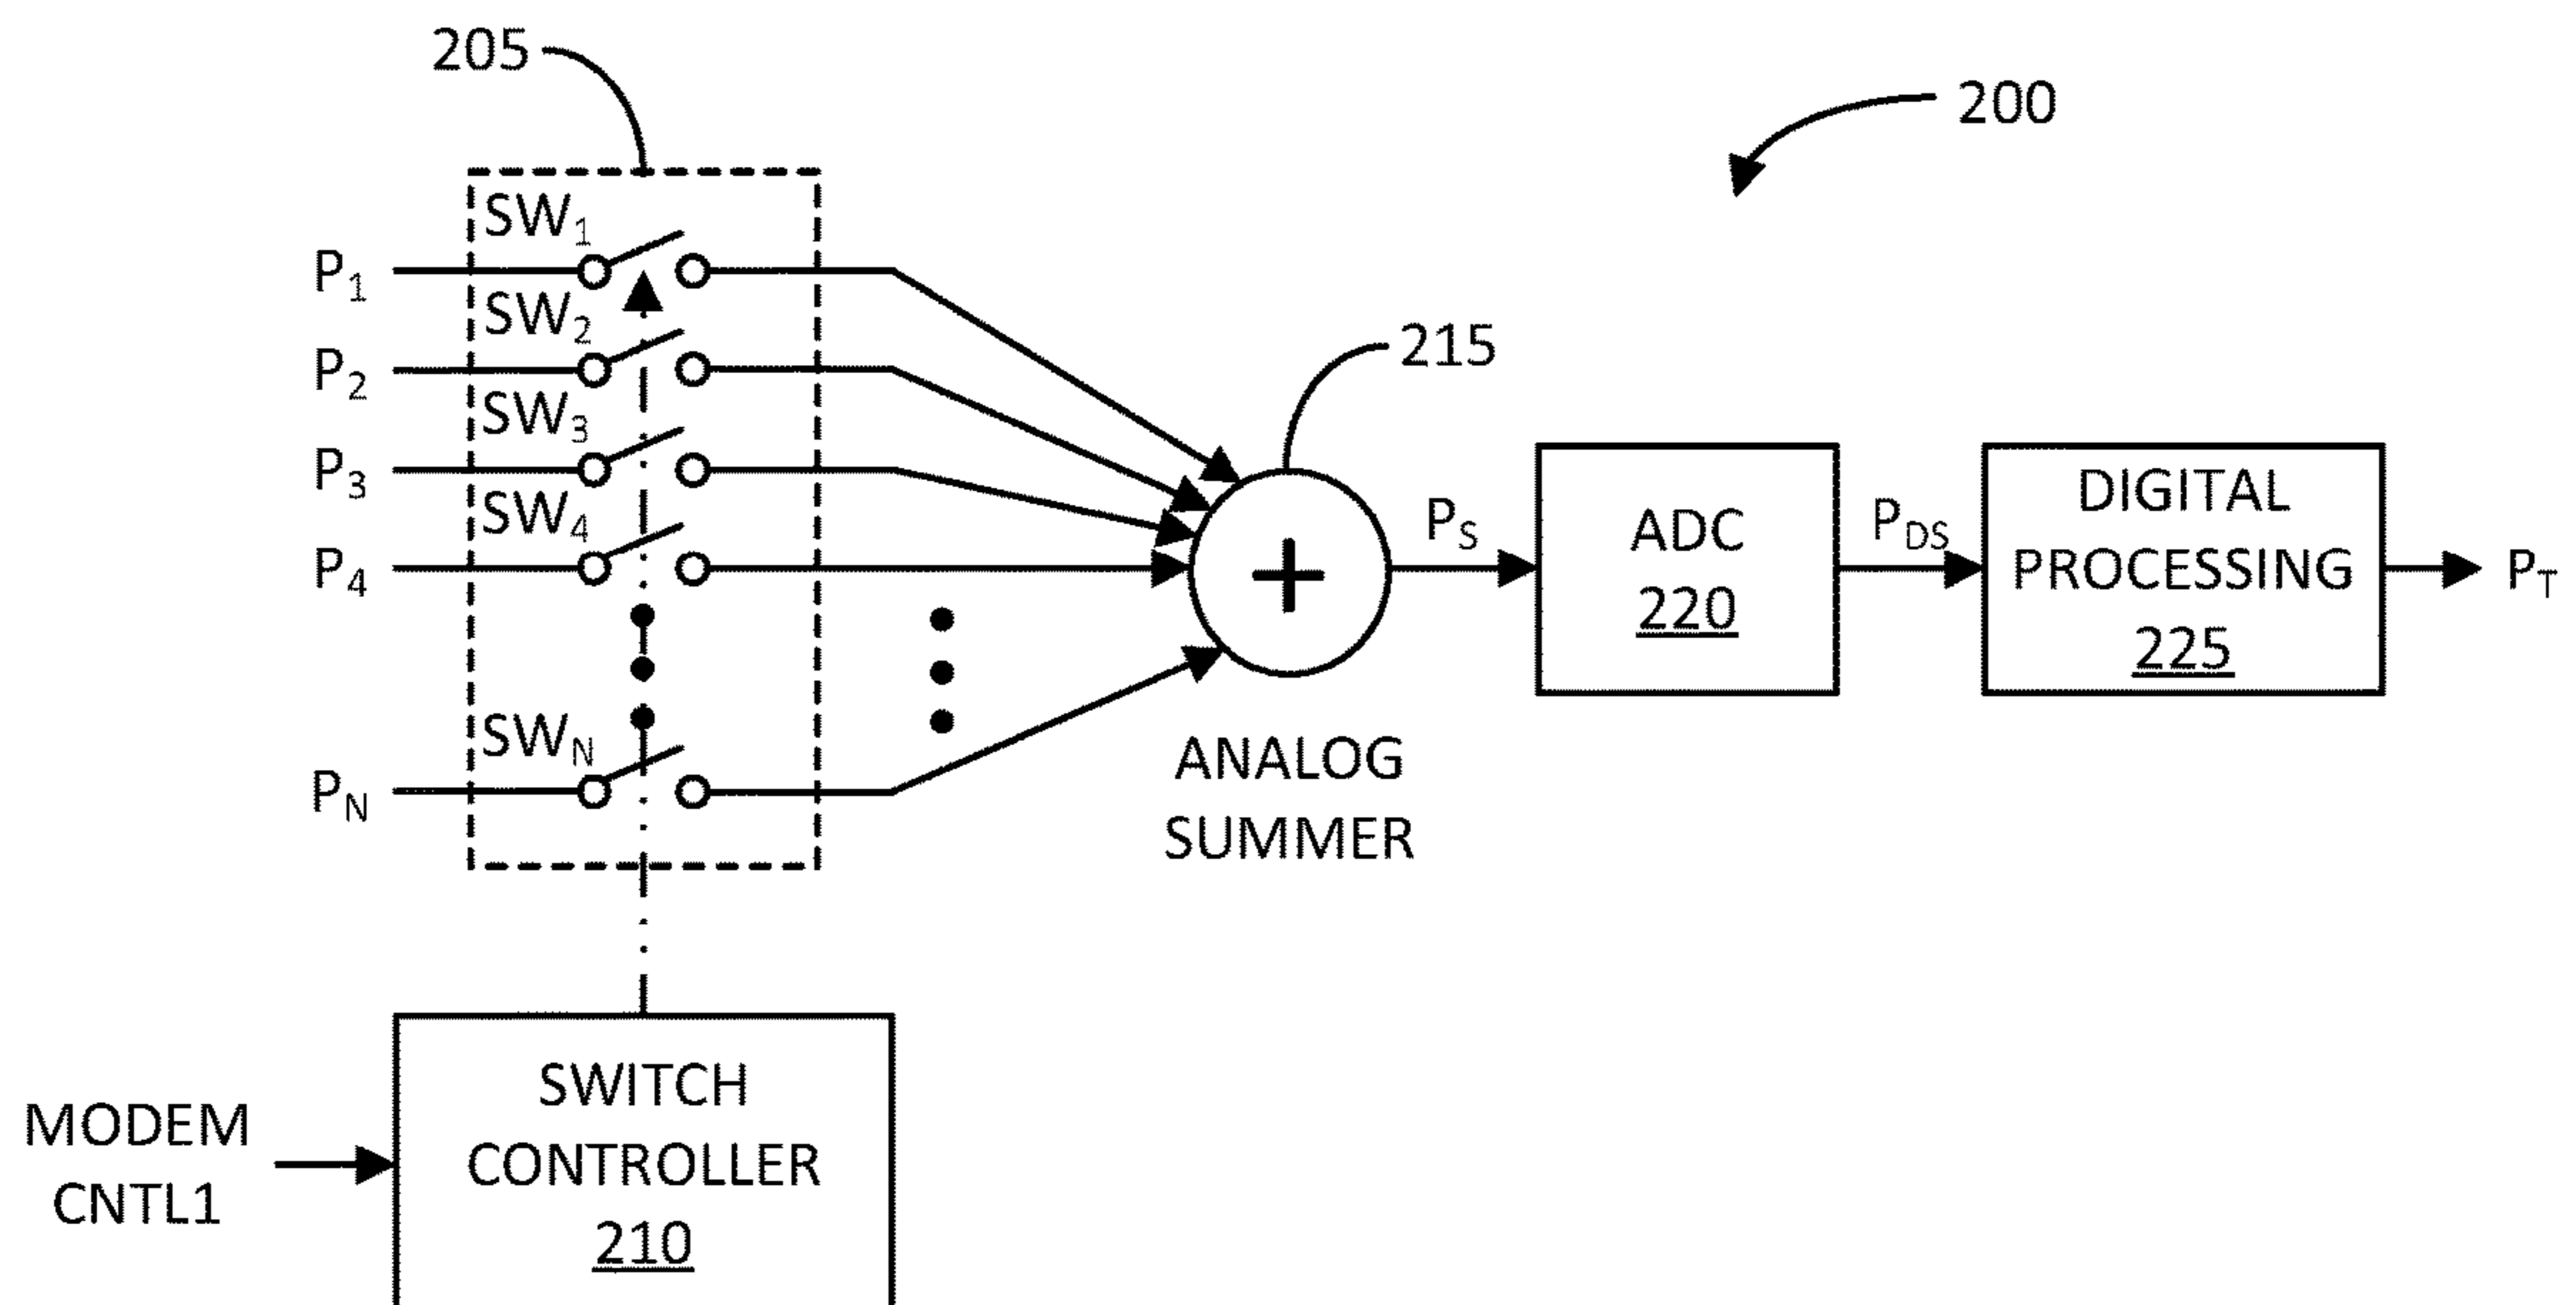 205
200
SW1
P1
SW2
P2
215
SW3
P3
SW4
P4
PS
ADC
220
PDS
DIGITAL
PROCESSING
225
PT
SWN
PN
ANALOG
SUMMER
MODEM
CNTL1
SWITCH
CONTROLLER
210